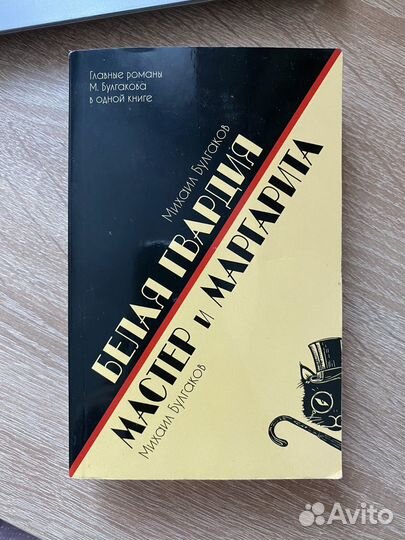 Главные романы
М. Булгакова
в одной книге
Михаил Булгаков
БЕЛАЯ ГВАРДИЯ
МАСТЕР И МАРГАРИТА
Михаил Булгаков
Avito